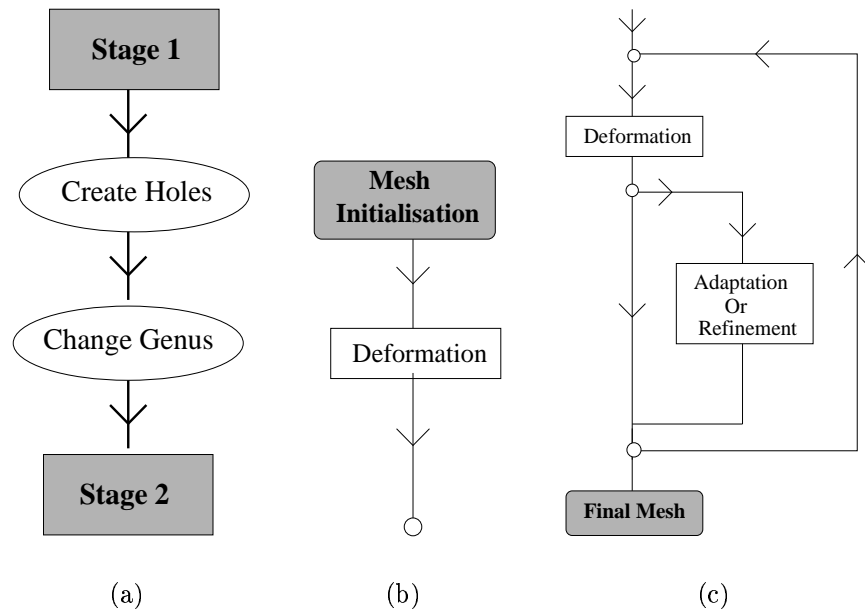 Stage 1
Create Holes
Change Genus
Stage 2
(a)
Mesh
Initialisation
Deformation
(b)
Deformation
Adaptation
Or
Refinement
Final Mesh
(c)